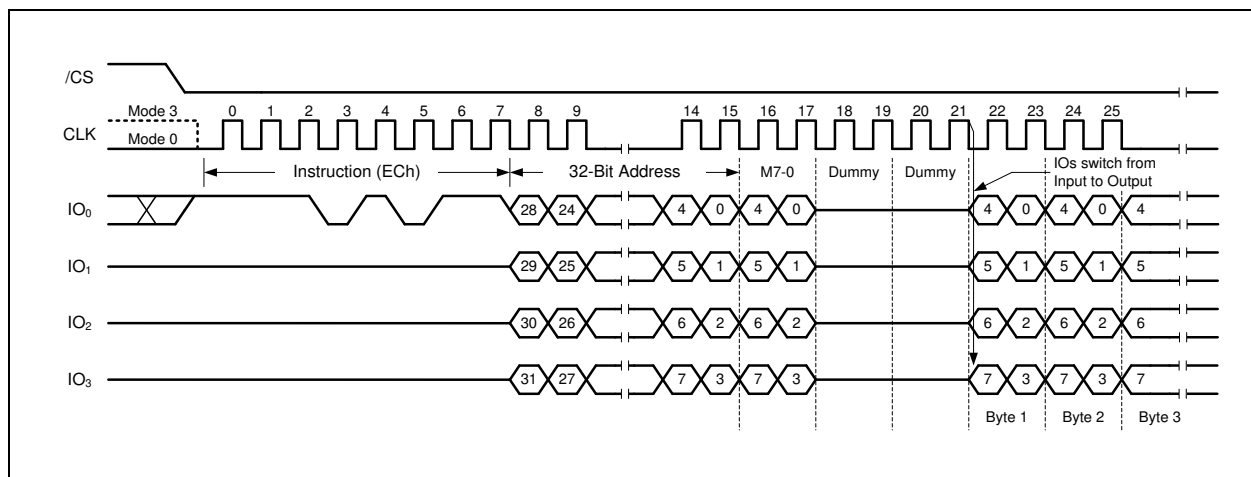 /CS
Mode 3
0 1 2 3 4 5 6 7 8 9 14 15 16 17 18 19 20 21 22 23 24 25
CLK
Mode 0
Instruction (ECh) 32-Bit Address M7-0 Dummy Dummy IOs switch from
Input to Output
IO₀ 28 24 4 0 4 0 4 0 4 0 4
IO₁ 29 25 5 1 5 1 5 1 5 1 5
IO₂ 30 26 6 2 6 2 6 2 6 2 6
IO₃ 31 27 7 3 7 3 7 3 7 3 7
Byte 1 Byte 2 Byte 3